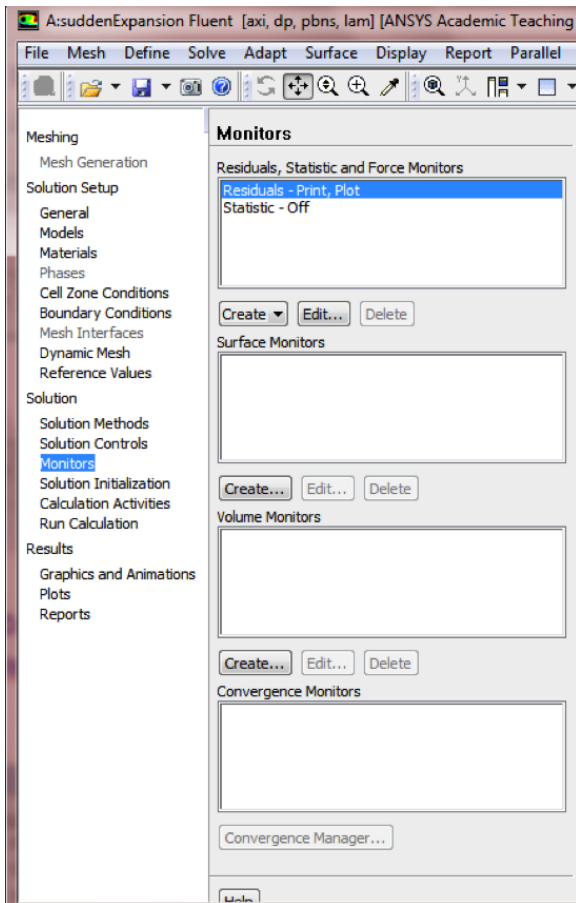 A:suddenExpansion Fluent [axi, dp, pbns, lam] [ANSYS Academic Teaching
File Mesh Define Solve Adapt Surface Display Report Parallel
Meshing
Mesh Generation
Solution Setup
General
Models
Materials
Phases
Cell Zone Conditions
Boundary Conditions
Mesh Interfaces
Dynamic Mesh
Reference Values
Solution
Solution Methods
Solution Controls
Monitors
Solution Initialization
Calculation Activities
Run Calculation
Results
Graphics and Animations
Plots
Reports
Monitors
Residuals, Statistic and Force Monitors
Residuals - Print, Plot
Statistic - Off
Create Edit... Delete
Surface Monitors
Create... Edit... Delete
Volume Monitors
Create... Edit... Delete
Convergence Monitors
Convergence Manager...
Help